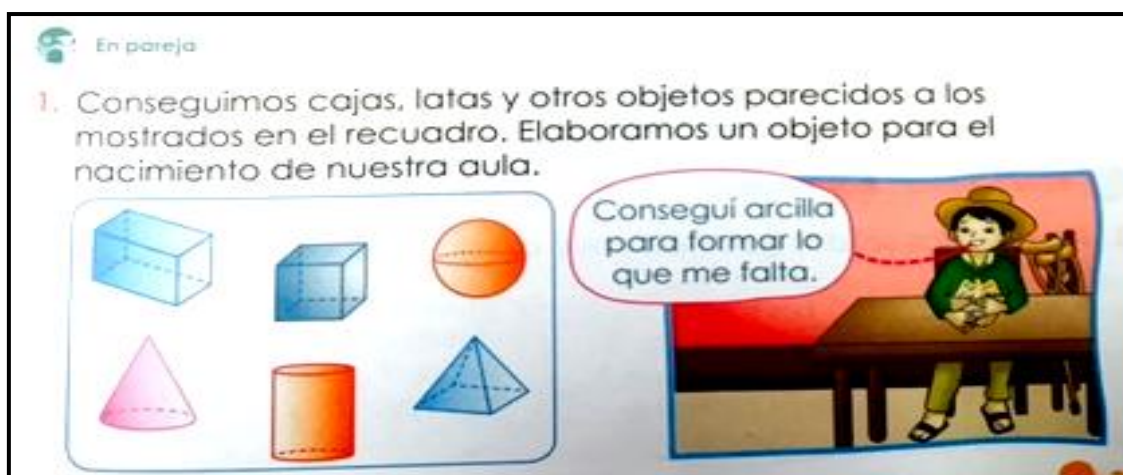 En pareja
1. Conseguimos cajas, latas y otros objetos parecidos a los
mostrados en el recuadro. Elaboramos un objeto para el
nacimiento de nuestra aula.
Conseguí arcilla
para formar lo
que me falta.